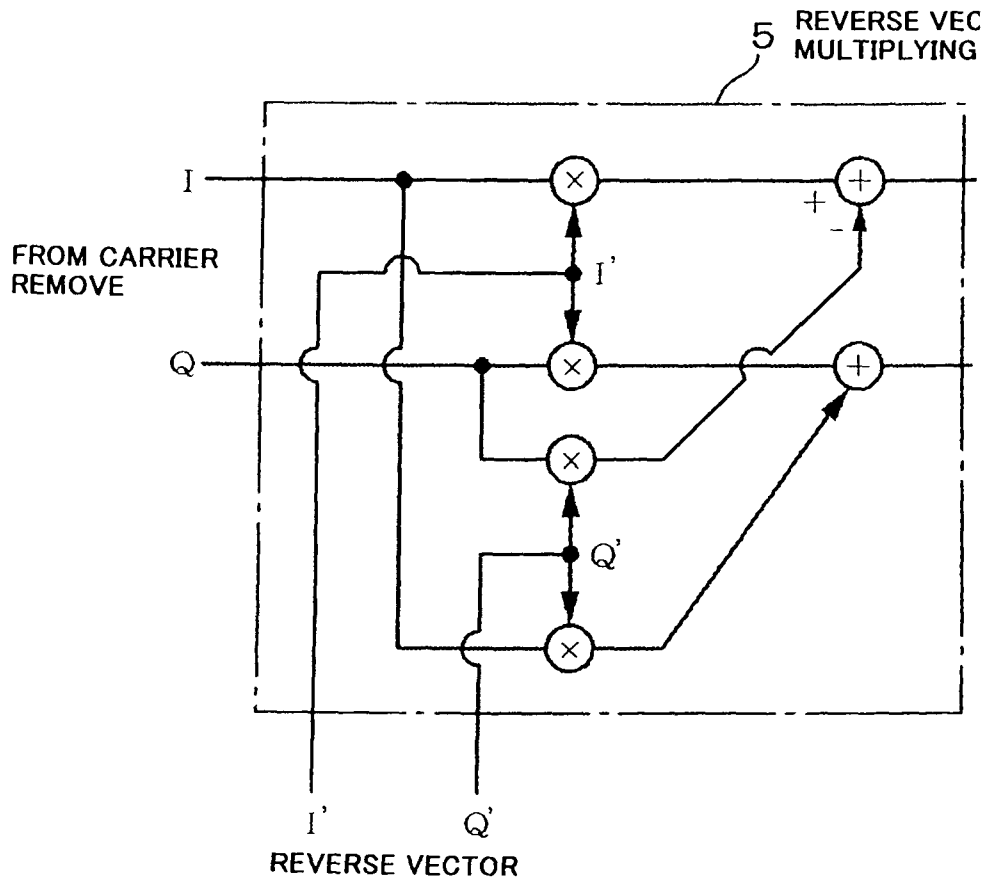 5
REVERSE VEC
MULTIPLYING
I
× +
+
-
FROM CARRIER
REMOVE
I'
Q
× +
×
Q'
×
I' Q'
REVERSE VECTOR